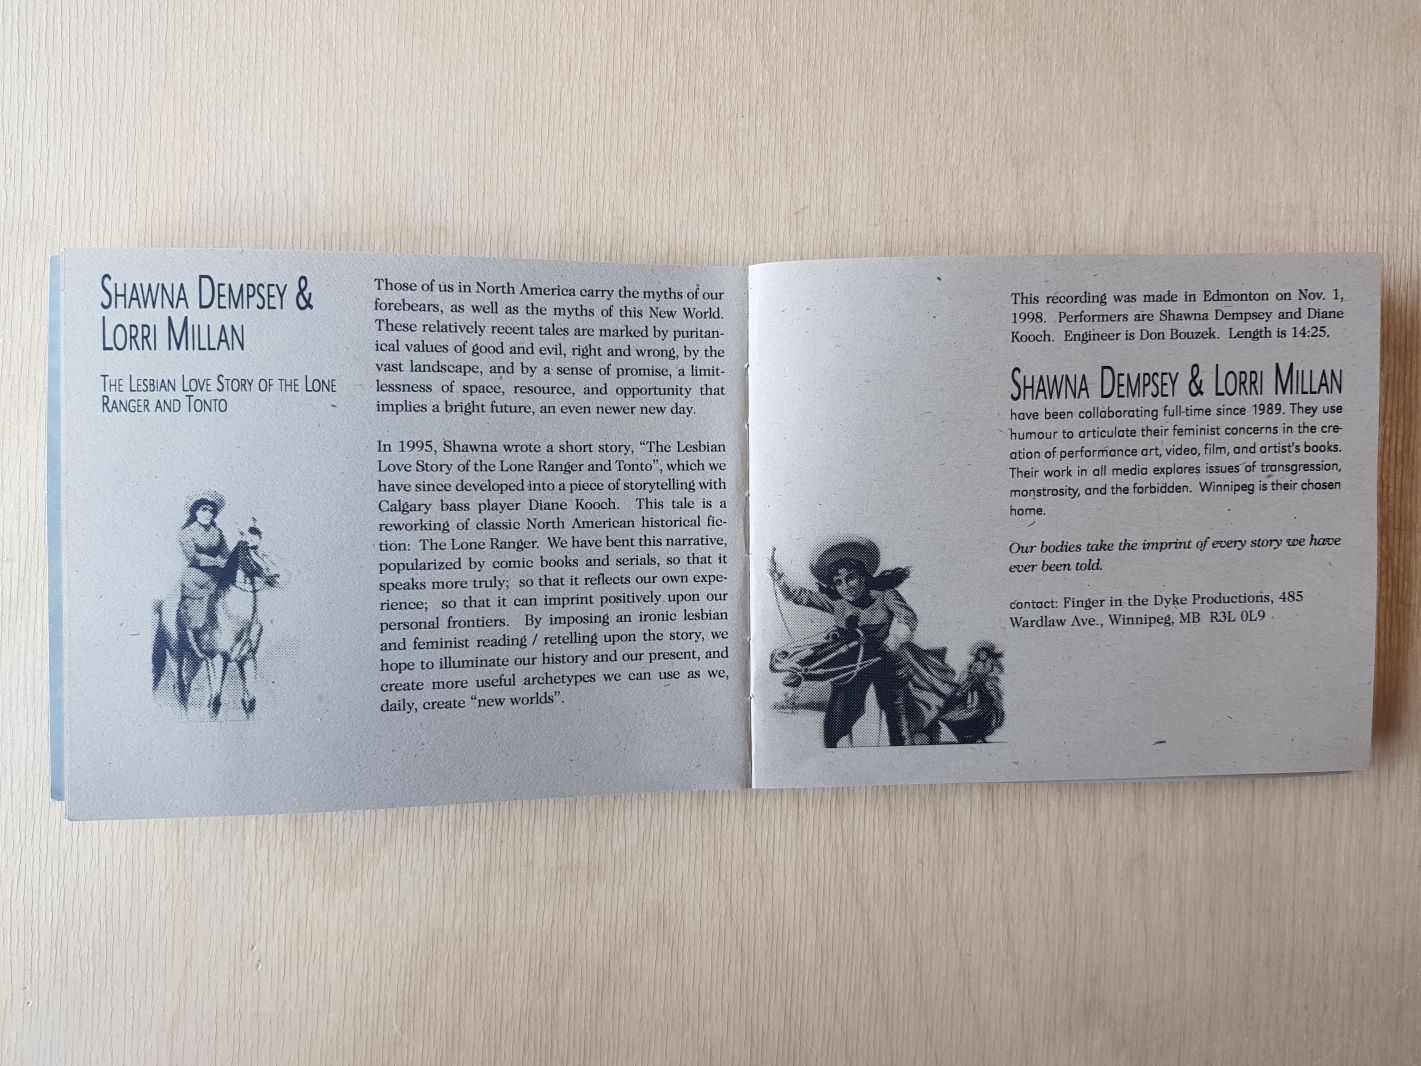 SHAWNA DEMPSEY &
LORRI MILLAN
THE LESBIAN LOVE STORY OF THE LONE
RANGER AND TONTO
Those of us in North America carry the myths of our
forebears, as well as the myths of this New World.
These relatively recent tales are marked by puritan-
ical values of good and evil, right and wrong, by the
vast landscape, and by a sense of promise, a limit-
lessness of space, resource, and opportunity that
implies a bright future, an even newer new day.
In 1995, Shawna wrote a short story, “The Lesbian
Love Story of the Lone Ranger and Tonto”, which we
have since developed into a piece of storytelling with
Calgary bass player Diane Kooch. This tale is a
reworking of classic North American historical fic-
tion: The Lone Ranger. We have bent this narrative,
popularized by comic books and serials, so that it
speaks more truly; so that it reflects our own expe-
rience; so that it can imprint positively upon our
personal frontiers. By imposing an ironic lesbian
and feminist reading / retelling upon the story, we
hope to illuminate our history and our present, and
create more useful archetypes we can use as we,
daily, create “new worlds”.
This recording was made in Edmonton on Nov. 1,
1998. Performers are Shawna Dempsey and Diane
Kooch. Engineer is Don Bouzek. Length is 14:25.
SHAWNA DEMPSEY & LORRI MILLAN
have been collaborating full-time since 1989. They use
humour to articulate their feminist concerns in the cre-
ation of performance art, video, film, and artist's books.
Their work in all media explores issues of transgression,
monstrosity, and the forbidden. Winnipeg is their chosen
home.
Our bodies take the imprint of every story we have
ever been told.
contact: Finger in the Dyke Productions, 485
Wardlaw Ave., Winnipeg, MB R3L 0L9